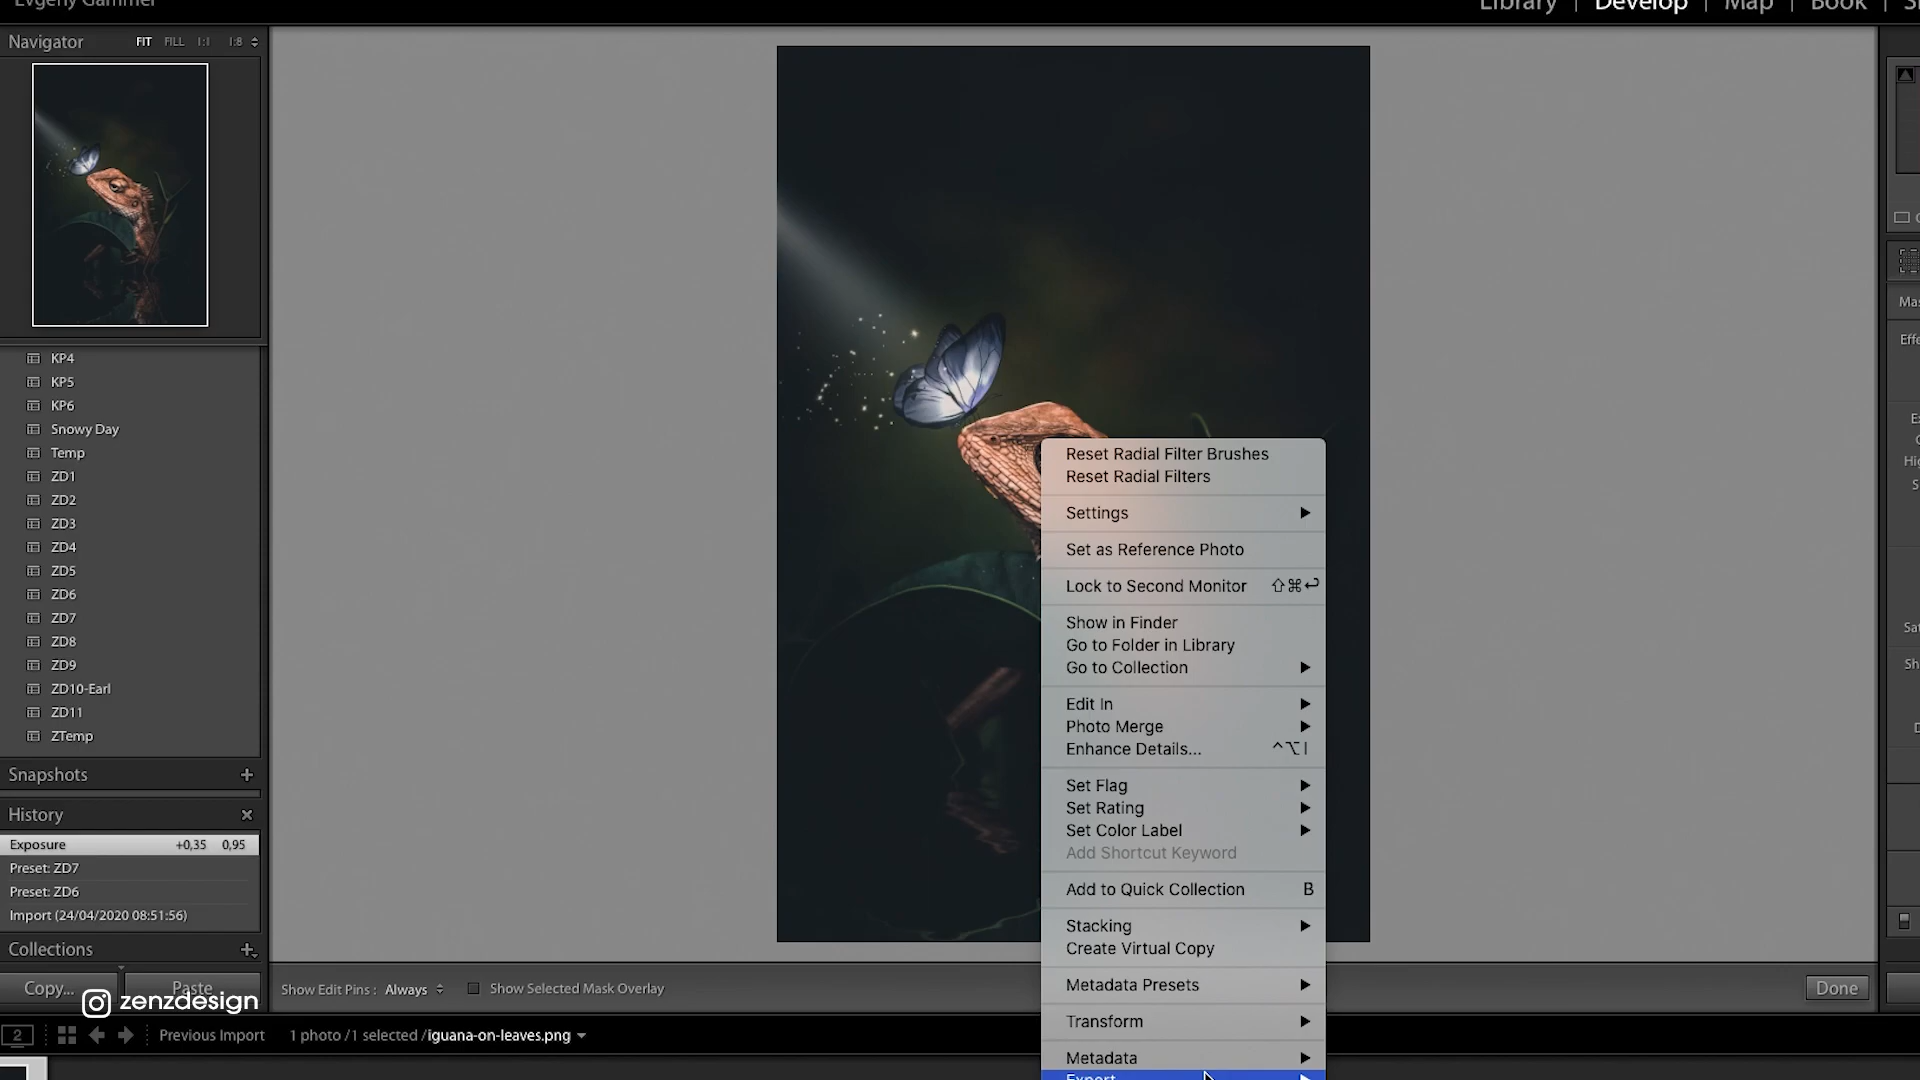 Evgeny Gammer
Library | Develop | Map | Book
Navigator FIT FILL 1:1 1:8
KP4
KP5
KP6
Snowy Day
Temp
ZD1
ZD2
ZD3
ZD4
ZD5
ZD6
ZD7
ZD8
ZD9
ZD10-Earl
ZD11
ZTemp
Snapshots +
History ×
Exposure +0,35 0,95
Preset: ZD7
Preset: ZD6
Import (24/04/2020 08:51:56)
Collections +
Copy... Paste
zenzdesign
Reset Radial Filter Brushes
Reset Radial Filters
Settings
Set as Reference Photo
Lock to Second Monitor ⇧⌘↩
Show in Finder
Go to Folder in Library
Go to Collection
Edit In
Photo Merge
Enhance Details... ^⌥I
Set Flag
Set Rating
Set Color Label
Add Shortcut Keyword
Add to Quick Collection B
Stacking
Create Virtual Copy
Metadata Presets
Transform
Metadata
Export
Show Edit Pins : Always Show Selected Mask Overlay Done
2 Previous Import 1 photo /1 selected /iguana-on-leaves.png